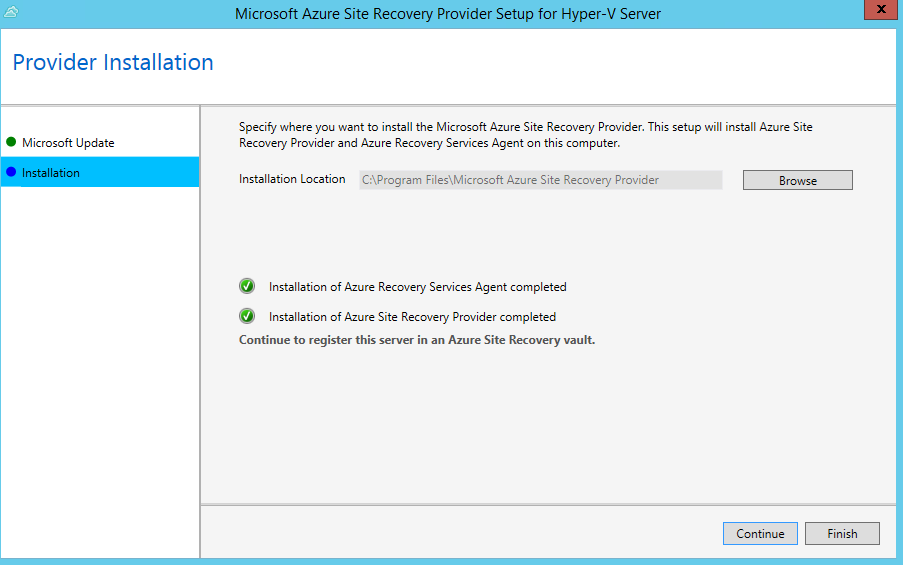 Microsoft Azure Site Recovery Provider Setup for Hyper-V Server
x
Provider Installation
Microsoft Update
Installation
Specify where you want to install the Microsoft Azure Site Recovery Provider. This setup will install Azure Site
Recovery Provider and Azure Recovery Services Agent on this computer.
Installation Location C:\Program Files\Microsoft Azure Site Recovery Provider Browse
Installation of Azure Recovery Services Agent completed
Installation of Azure Site Recovery Provider completed
Continue to register this server in an Azure Site Recovery vault.
Continue Finish